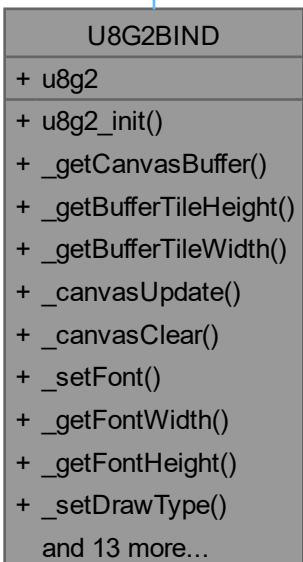 U8G2BIND
+ u8g2
+ u8g2_init()
+ _getCanvasBuffer()
+ _getBufferTileHeight()
+ _getBufferTileWidth()
+ _canvasUpdate()
+ _canvasClear()
+ _setFont()
+ _getFontWidth()
+ _getFontHeight()
+ _setDrawType()
and 13 more...